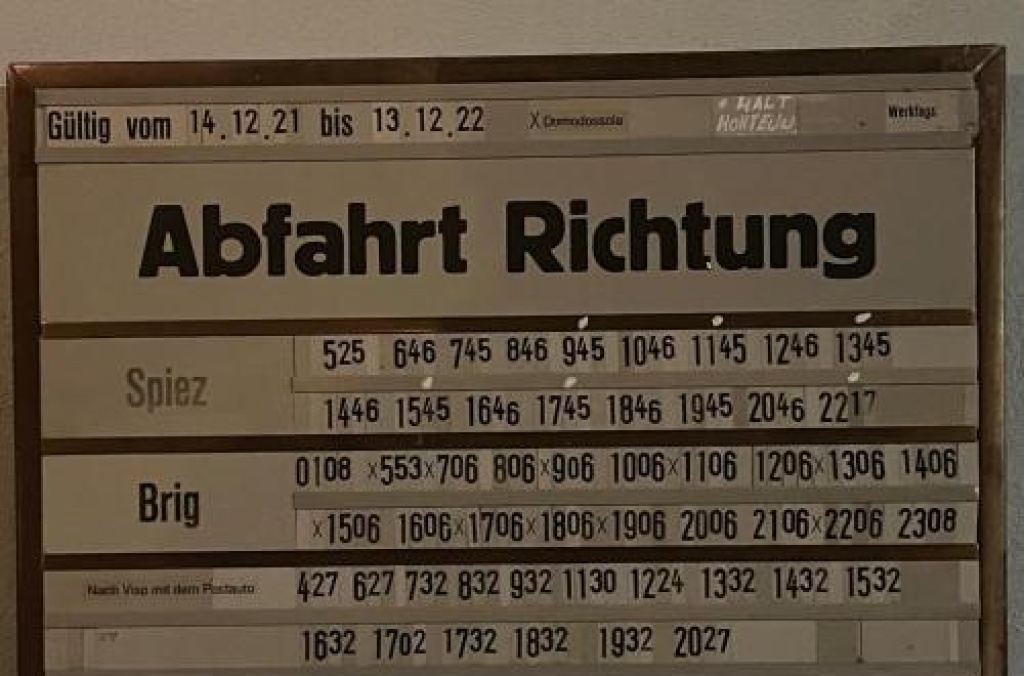 Gültig vom 14.12.21 bis 13.12.22 X Domodossola * HALT Werktags
Abfahrt Richtung
Spiez
525 646 745 846 945 1046 1145 1246 1345
1446 1545 1646 1745 1846 1945 2046 2217
Brig
0108 x553 x706 806 x906 1006 x1106 1206 x1306 1406
x1506 1606 x1706 x1806 x1906 2006 2106 x2206 2308
Nach Visp mit dem Postauto 427 627 732 832 932 1130 1224 1332 1432 1532
1632 1702 1732 1832 1932 2027